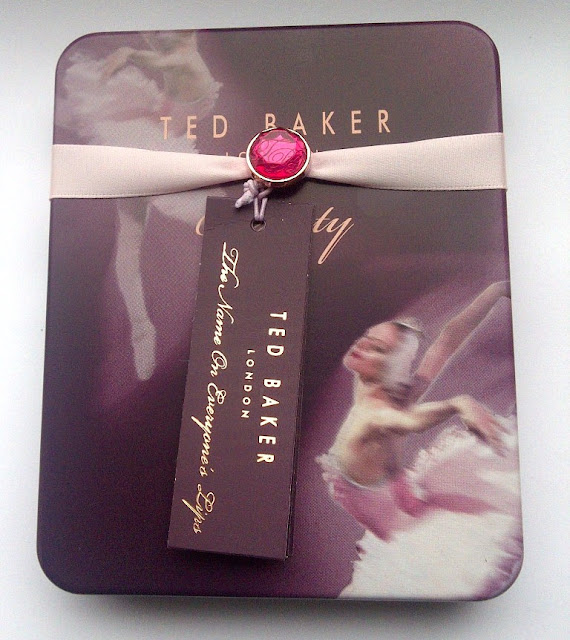 TED BAKER
TED BAKER
LONDON
The Name On Everyone's Lips